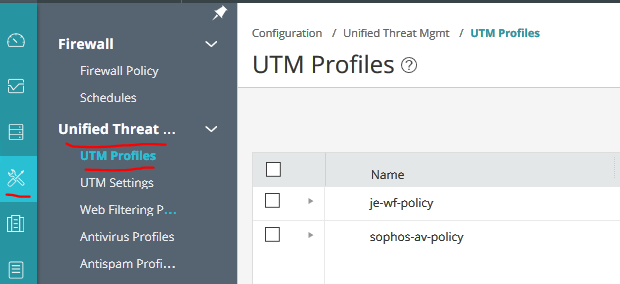 Firewall
Firewall Policy
Schedules
Unified Threat ...
UTM Profiles
UTM Settings
Web Filtering P...
Antivirus Profiles
Antispam Profi...
Configuration / Unified Threat Mgmt / UTM Profiles
UTM Profiles ?
Name
je-wf-policy
sophos-av-policy